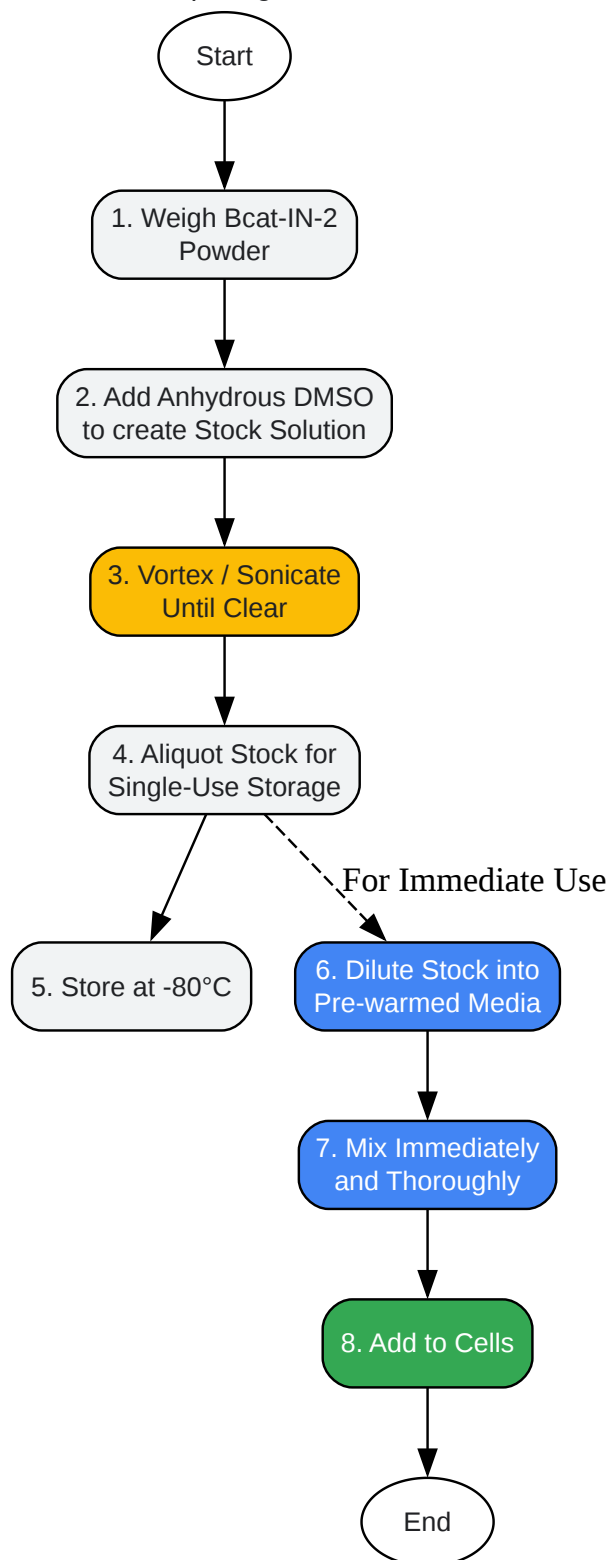 Start
1. Weigh Bcat-IN-2
Powder
2. Add Anhydrous DMSO
to create Stock Solution
3. Vortex / Sonicate
Until Clear
4. Aliquot Stock for
Single-Use Storage
For Immediate Use
5. Store at -80°C
6. Dilute Stock into
Pre-warmed Media
7. Mix Immediately
and Thoroughly
8. Add to Cells
End